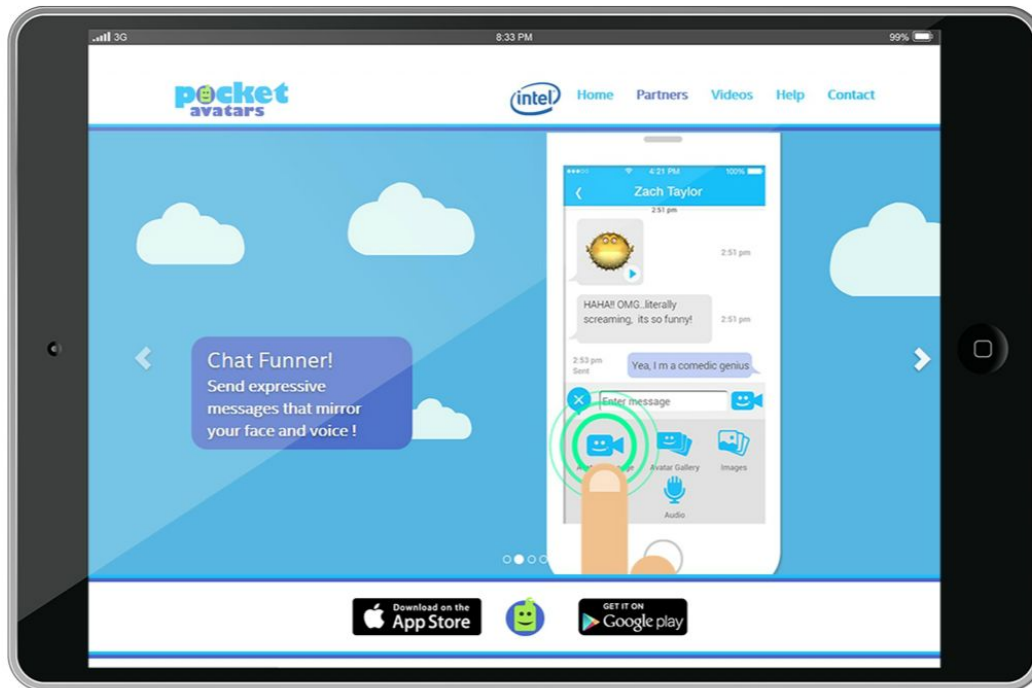 3G
8:33 PM
99%
pocket
avatars
intel
Home
Partners
Videos
Help
Contact
Chat Funner!
Send expressive
messages that mirror
your face and voice !
4:21 PM
100%
Zach Taylor
2:51 pm
2:51 pm
HAHA!! OMG..literally
screaming, its so funny!
2:51 pm
2:53 pm
Sent
Yea, I m a comedic genius
Enter message
Avatar Gallery
Images
Audio
Download on the
App Store
GET IT ON
Google play